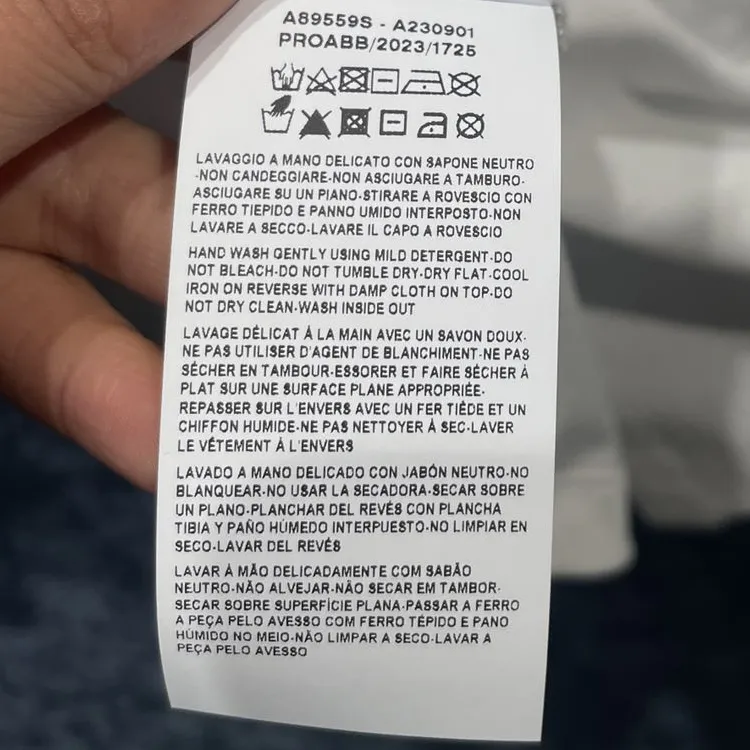 A89559S - A230901
PROABB/2023/1725
LAVAGGIO A MANO DELICATO CON SAPONE NEUTRO
-NON CANDEGGIARE-NON ASCIUGARE A TAMBURO-
ASCIUGARE SU UN PIANO-STIRARE A ROVESCIO CON
FERRO TIEPIDO E PANNO UMIDO INTERPOSTO-NON
LAVARE A SECCO-LAVARE IL CAPO A ROVESCIO
HAND WASH GENTLY USING MILD DETERGENT-DO
NOT BLEACH-DO NOT TUMBLE DRY-DRY FLAT-COOL
IRON ON REVERSE WITH DAMP CLOTH ON TOP-DO
NOT DRY CLEAN-WASH INSIDE OUT
LAVAGE DÉLICAT À LA MAIN AVEC UN SAVON DOUX-
NE PAS UTILISER D'AGENT DE BLANCHIMENT-NE PAS
SÉCHER EN TAMBOUR-ESSORER ET FAIRE SÉCHER À
PLAT SUR UNE SURFACE PLANE APPROPRIÉE-
REPASSER SUR L'ENVERS AVEC UN FER TIÈDE ET UN
CHIFFON HUMIDE-NE PAS NETTOYER À SEC-LAVER
LE VÊTEMENT À L'ENVERS
LAVADO A MANO DELICADO CON JABÓN NEUTRO-NO
BLANQUEAR-NO USAR LA SECADORA-SECAR SOBRE
UN PLANO-PLANCHAR DEL REVÉS CON PLANCHA
TIBIA Y PAÑO HÚMEDO INTERPUESTO-NO LIMPIAR EN
SECO-LAVAR DEL REVÉS
LAVAR À MÃO DELICADAMENTE COM SABÃO
NEUTRO-NÃO ALVEJAR-NÃO SECAR EM TAMBOR-
SECAR SOBRE SUPERFÍCIE PLANA-PASSAR A FERRO
A PEÇA PELO AVESSO COM FERRO TÉPIDO E PANO
HÚMIDO NO MEIO-NÃO LIMPAR A SECO-LAVAR A
PEÇA PELO AVESSO